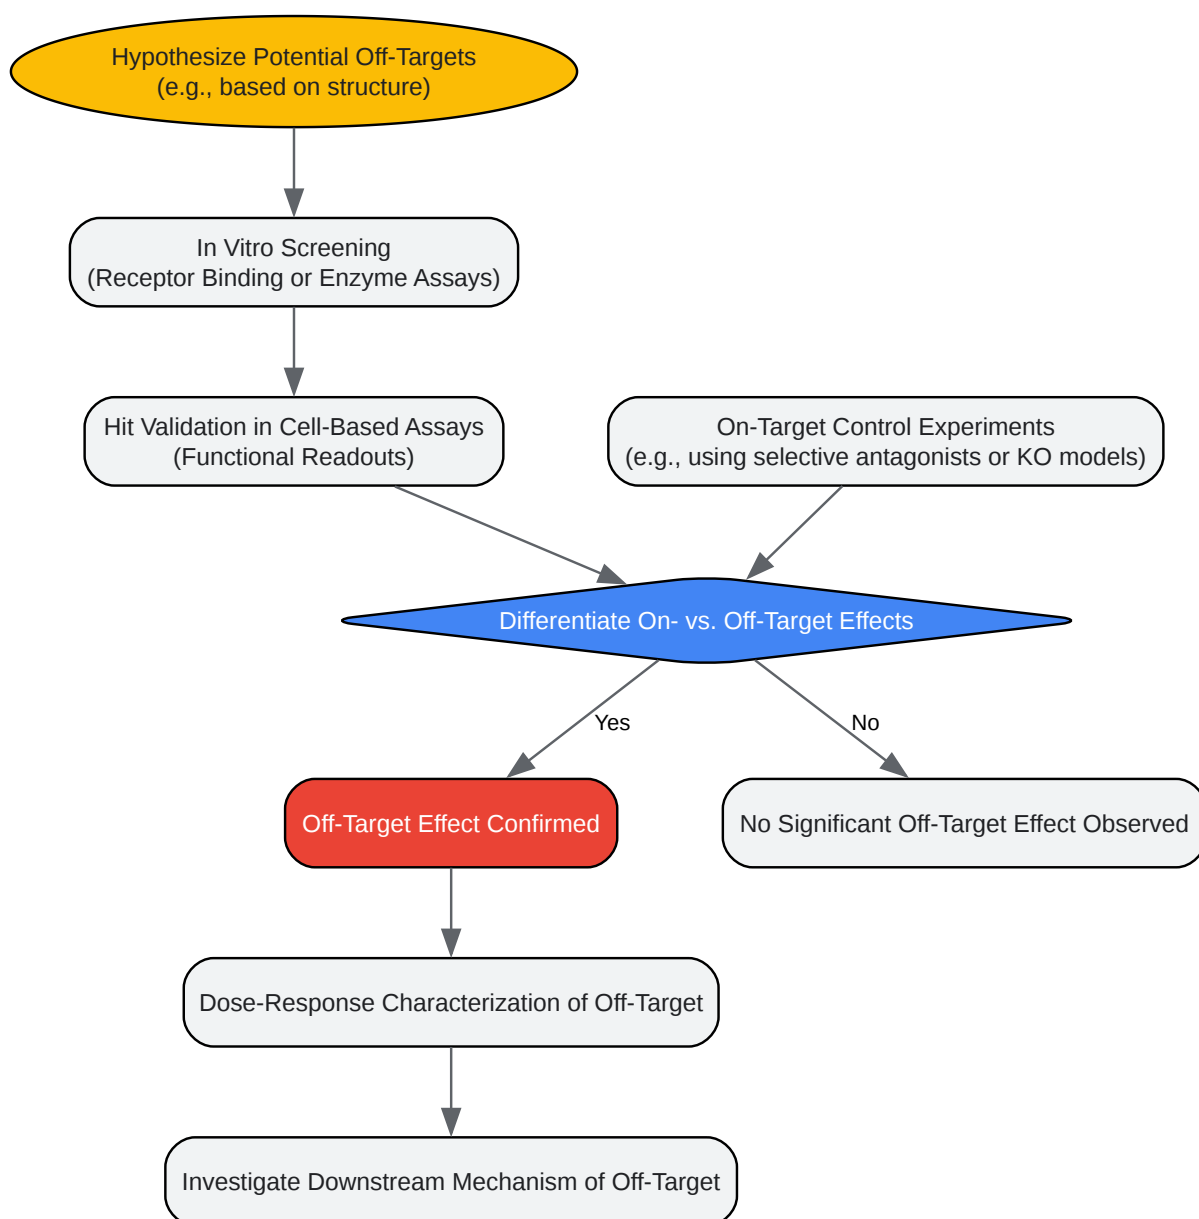 Hypothesize Potential Off-Targets
(e.g., based on structure)
In Vitro Screening
(Receptor Binding or Enzyme Assays)
Hit Validation in Cell-Based Assays
(Functional Readouts)
On-Target Control Experiments
(e.g., using selective antagonists or KO models)
Differentiate On- vs. Off-Target Effects
Yes
No
Off-Target Effect Confirmed
No Significant Off-Target Effect Observed
Dose-Response Characterization of Off-Target
Investigate Downstream Mechanism of Off-Target